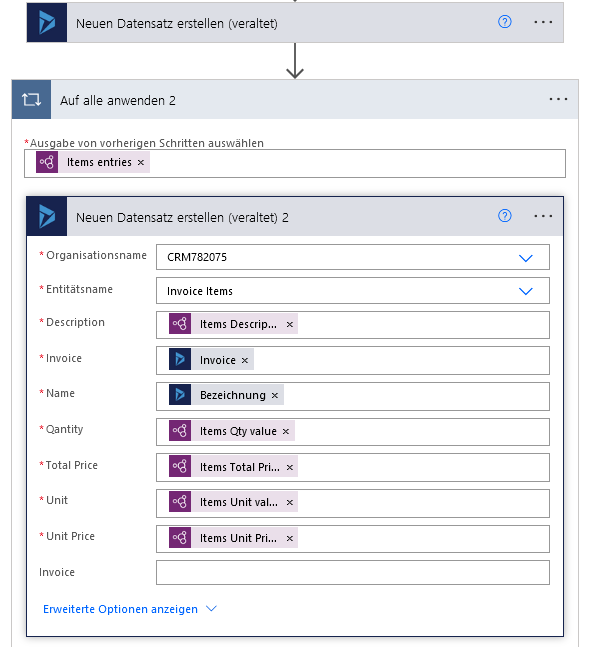 Neuen Datensatz erstellen (veraltet)
Auf alle anwenden 2
*Ausgabe von vorherigen Schritten auswählen
Items entries ×
Neuen Datensatz erstellen (veraltet) 2
*Organisationsname CRM782075
*Entitätsname Invoice Items
*Description Items Descrip... ×
*Invoice Invoice ×
*Name Bezeichnung ×
*Qantity Items Qty value ×
*Total Price Items Total Pri... ×
*Unit Items Unit val... ×
*Unit Price Items Unit Pri... ×
Invoice
Erweiterte Optionen anzeigen